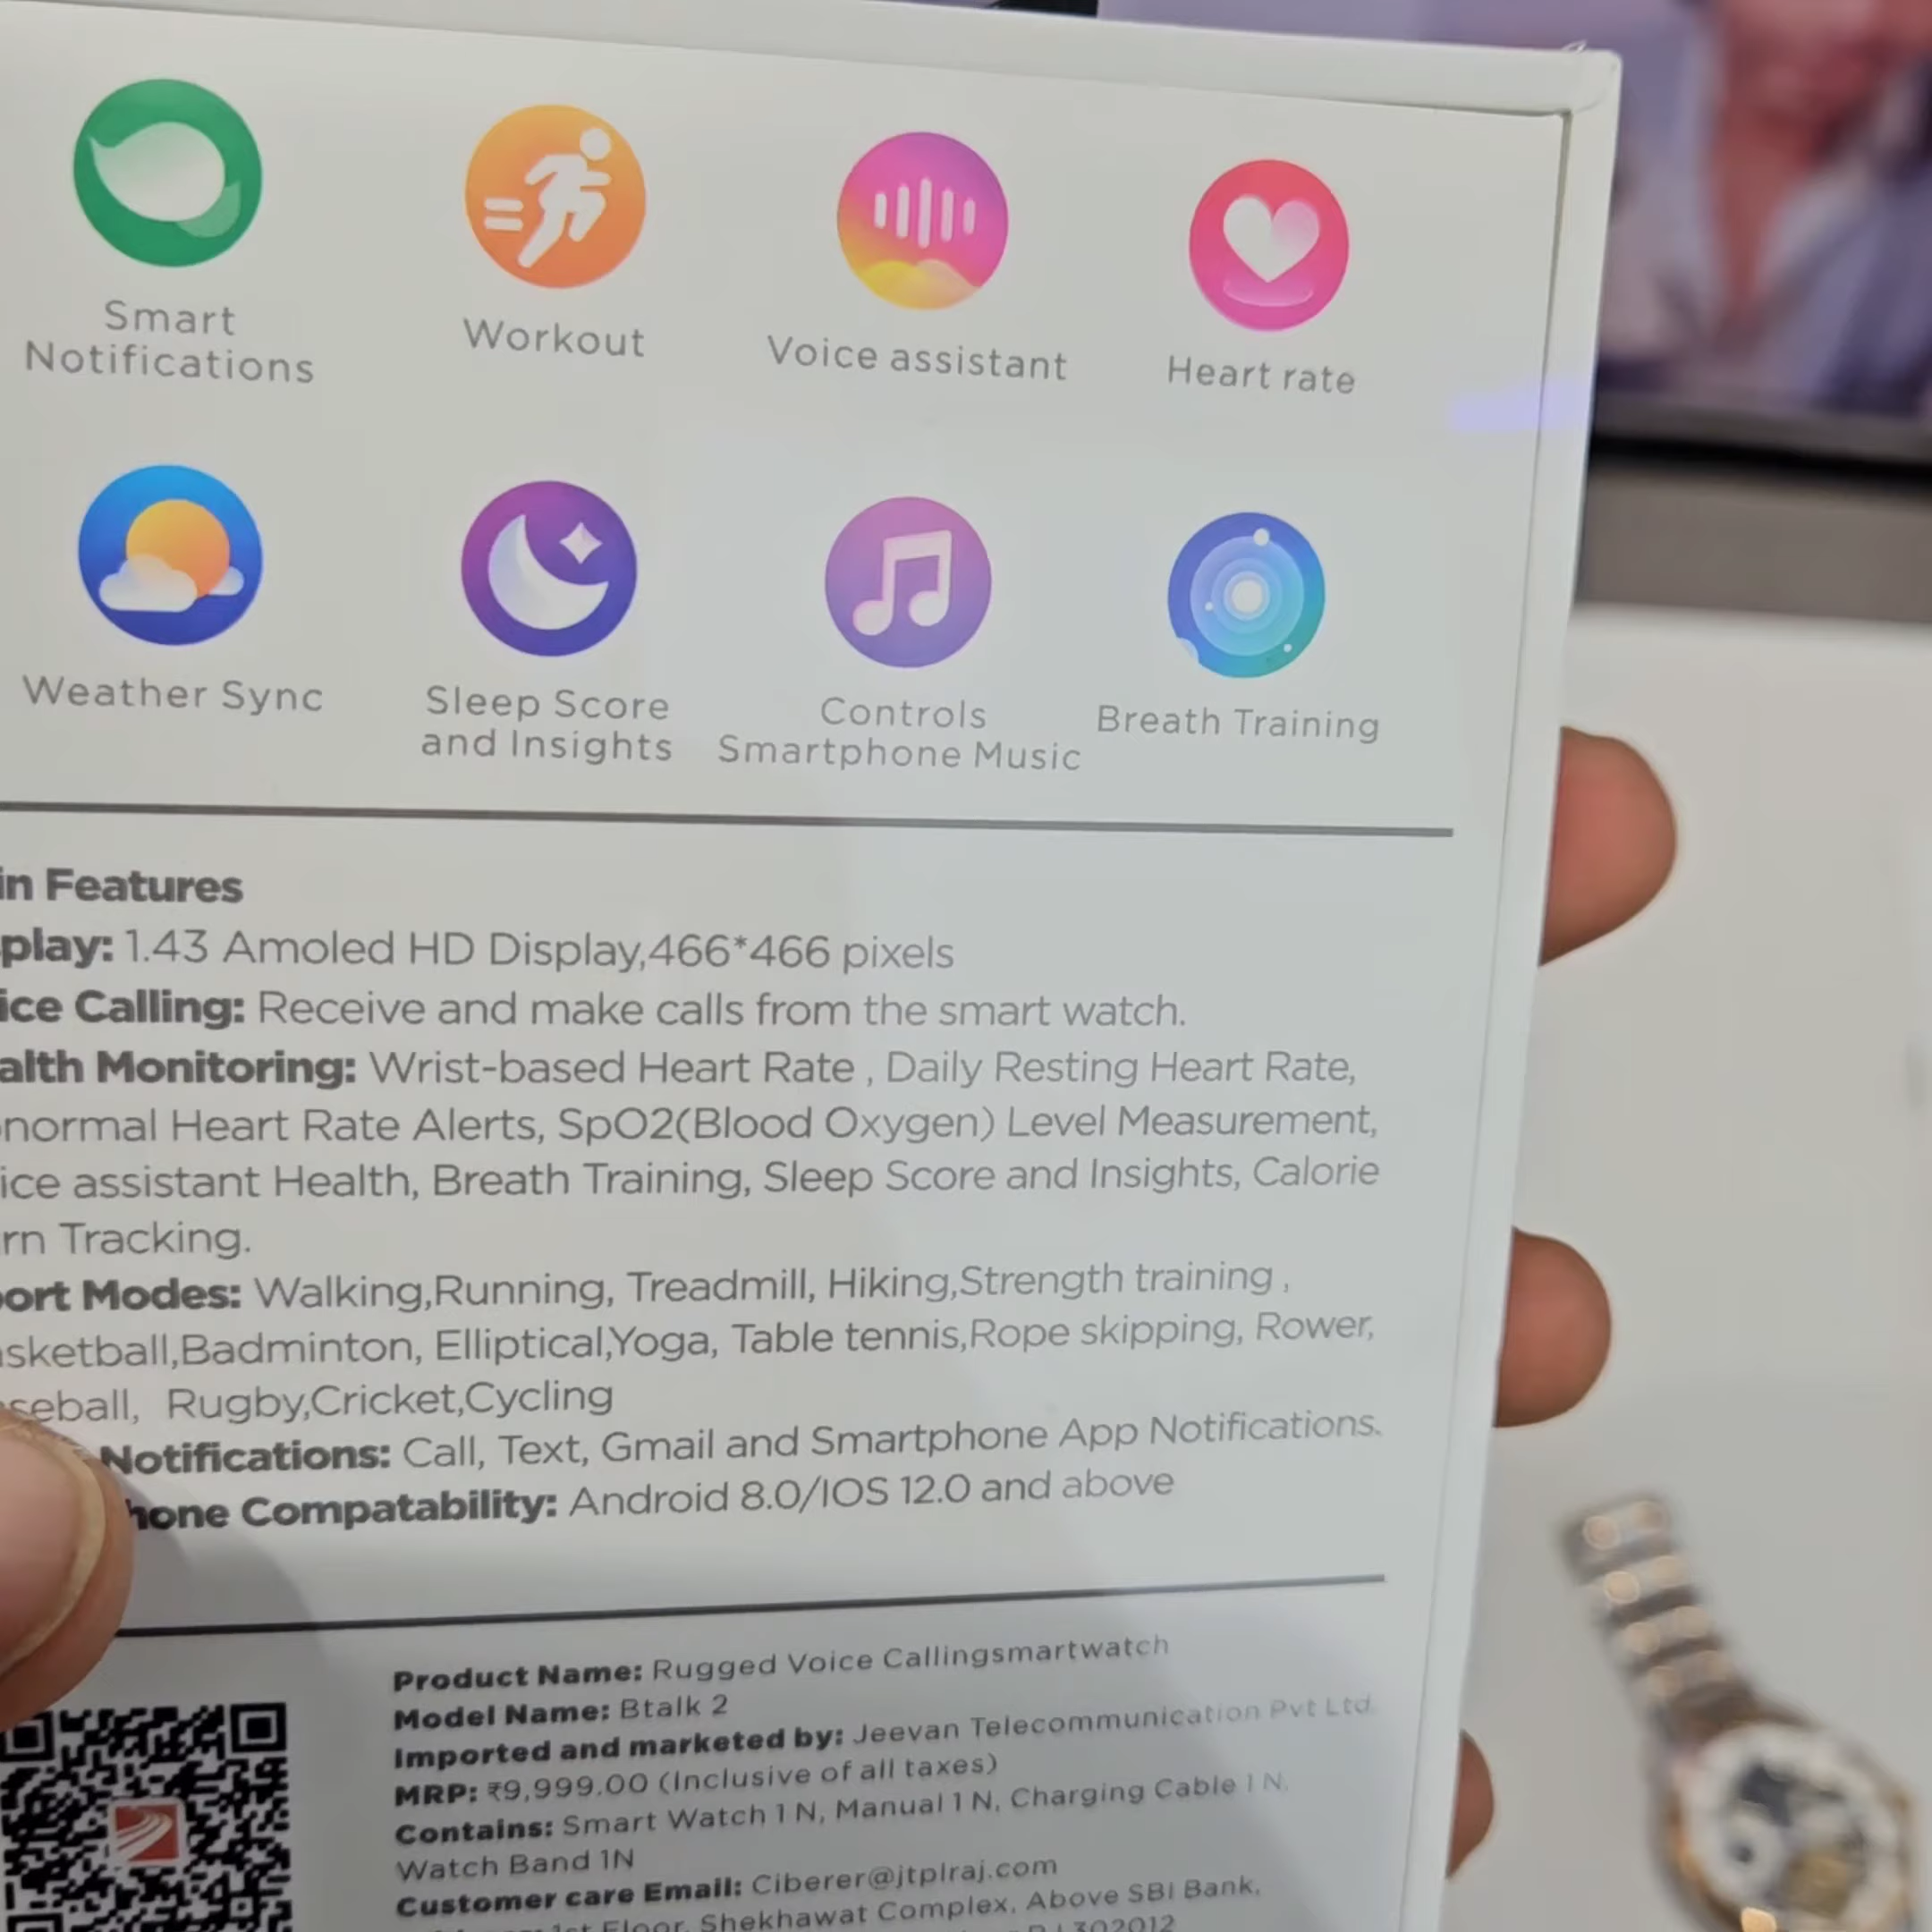 Smart
Notifications
Workout
Voice assistant
Heart rate
Weather Sync
Sleep Score
and Insights
Controls
Smartphone Music
Breath Training
in Features
play: 1.43 Amoled HD Display,466*466 pixels
ice Calling: Receive and make calls from the smart watch.
alth Monitoring: Wrist-based Heart Rate , Daily Resting Heart Rate,
normal Heart Rate Alerts, SpO2(Blood Oxygen) Level Measurement,
ice assistant Health, Breath Training, Sleep Score and Insights, Calorie
rn Tracking.
ort Modes: Walking,Running, Treadmill, Hiking,Strength training ,
sketball,Badminton, Elliptical,Yoga, Table tennis,Rope skipping, Rower,
seball, Rugby,Cricket,Cycling
Notifications: Call, Text, Gmail and Smartphone App Notifications.
hone Compatability: Android 8.0/IOS 12.0 and above
Product Name: Rugged Voice Callingsmartwatch
Model Name: Btalk 2
Imported and marketed by: Jeevan Telecommunication Pvt Ltd.
MRP: ₹9,999.00 (Inclusive of all taxes)
Contains: Smart Watch 1 N, Manual 1 N, Charging Cable 1 N,
Watch Band 1N
Customer care Email: Ciberer@jtplraj.com
1st Floor, Shekhawat Complex, Above SBI Bank,
302012